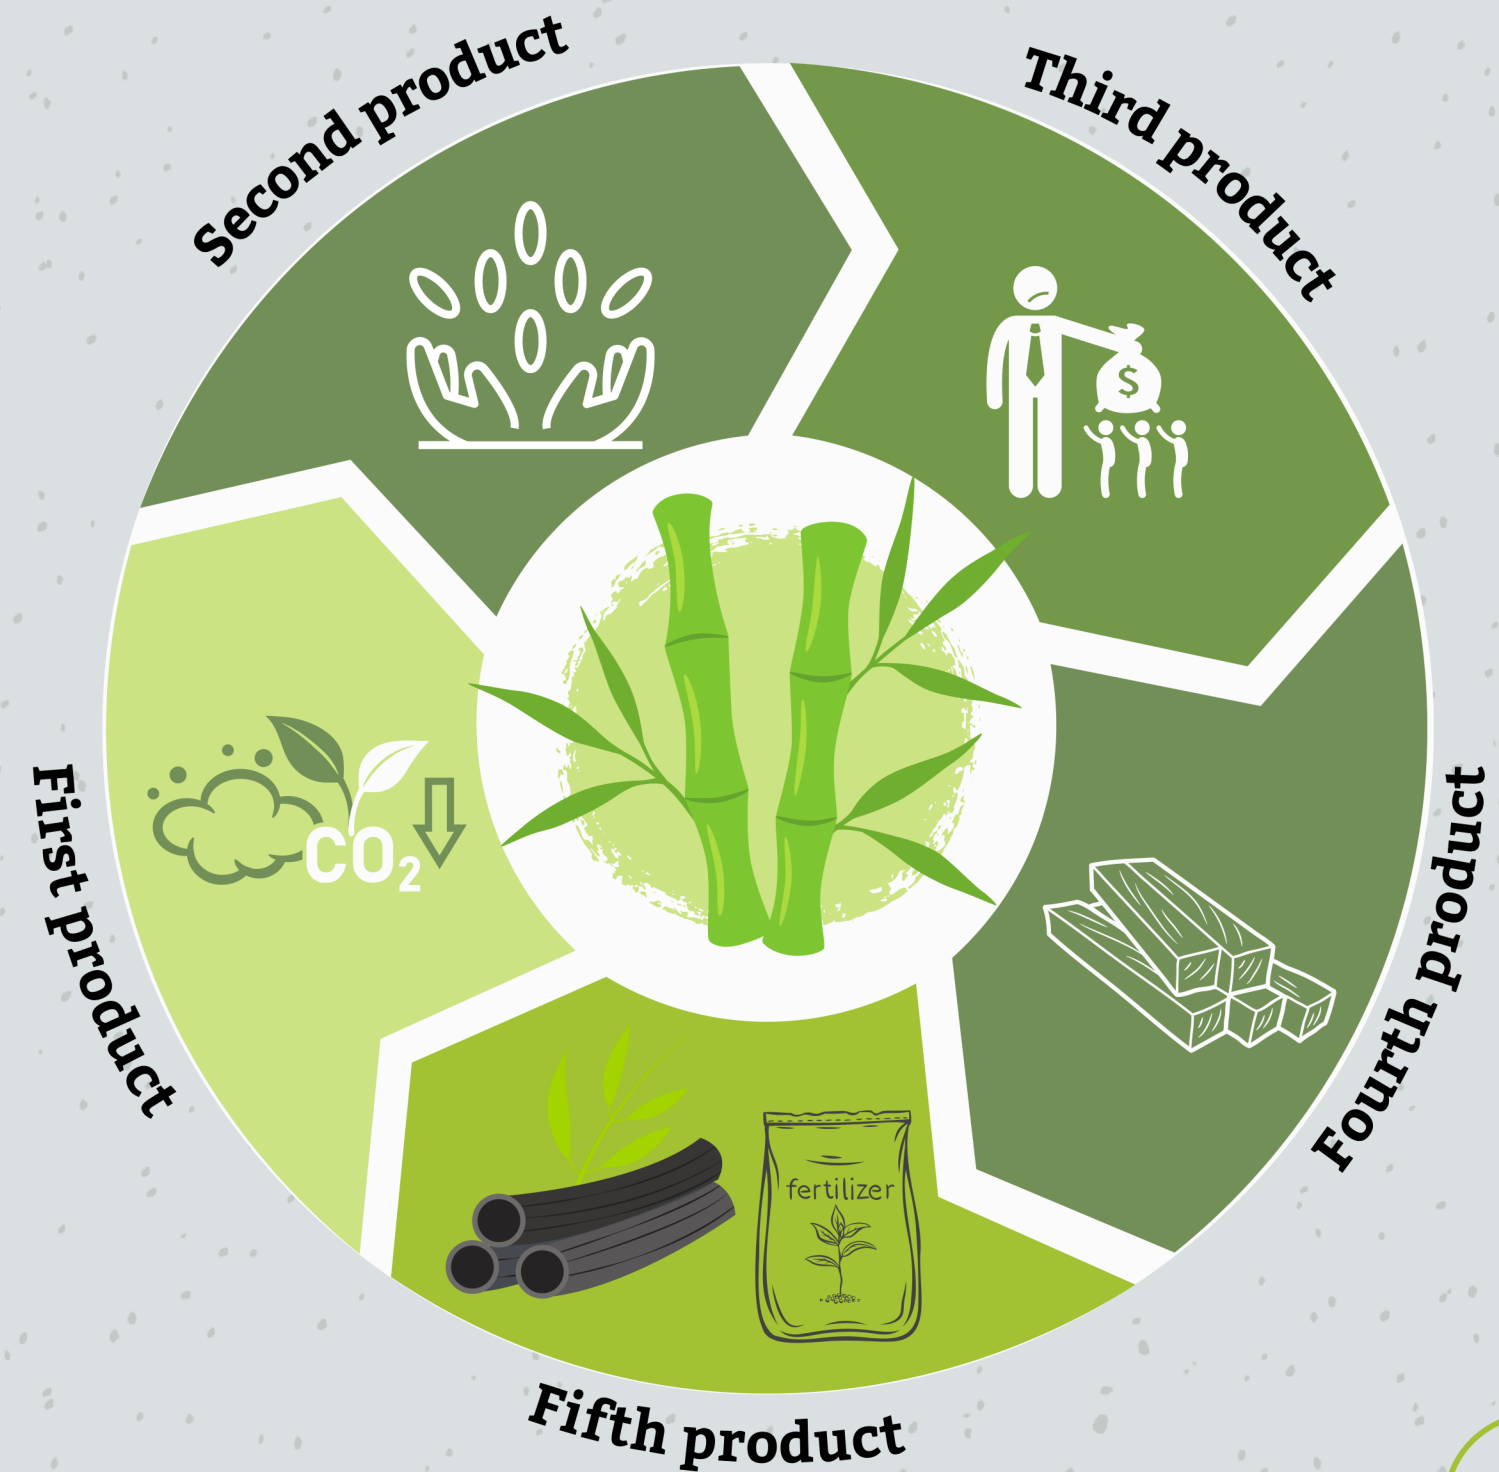 Second product
Third product
$
First product
CO₂
Fourth product
fertilizer
Fifth product